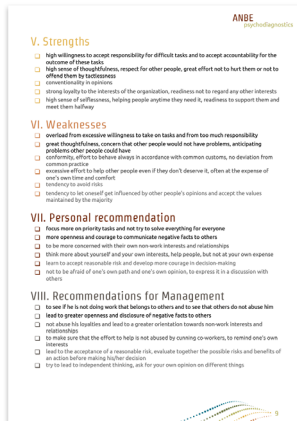 ANBE
psychodiagnostics
V. Strengths
❏ high willingness to accept responsibility for difficult tasks and to accept accountability for the
outcome of these tasks
❏ high sense of thoughtfulness, respect for other people, great effort not to hurt them or not to
offend them by tactlessness
❏ conventionality in opinions
❏ strong loyalty to the interests of the organization, readiness not to regard any other interests
❏ high sense of selflessness, helping people anytime they need it, readiness to support them and
meet them halfway
VI. Weaknesses
❏ overload from excessive willingness to take on tasks and from too much responsibility
❏ great thoughtfulness, concern that other people would not have problems, anticipating
problems other people could have
❏ conformity, effort to behave always in accordance with common customs, no deviation from
common practice
❏ excessive effort to help other people even if they don't deserve it, often at the expense of
one's own time and comfort
❏ tendency to avoid risks
❏ tendency to let oneself get influenced by other people's opinions and accept the values
maintained by the majority
VII. Personal recommendation
❏ focus more on priority tasks and not try to solve everything for everyone
❏ more openness and courage to communicate negative facts to others
❏ to be more concerned with their own non-work interests and relationships
❏ think more about yourself and your own interests, help people, but not at your own expense
❏ learn to accept reasonable risk and develop more courage in decision-making
❏ not to be afraid of one's own path and one's own opinion, to express it in a discussion with
others
VIII. Recommendations for Management
❏ to see if he is not doing work that belongs to others and to see that others do not abuse him
❏ lead to greater openness and disclosure of negative facts to others
❏ not abuse his loyalties and lead to a greater orientation towards non-work interests and
relationships
❏ to make sure that the effort to help is not abused by cunning co-workers, to remind one's own
interests
❏ lead to the acceptance of a reasonable risk, evaluate together the possible risks and benefits of
an action before making his/her decision
❏ try to lead to independent thinking, ask for your own opinion on different things
9